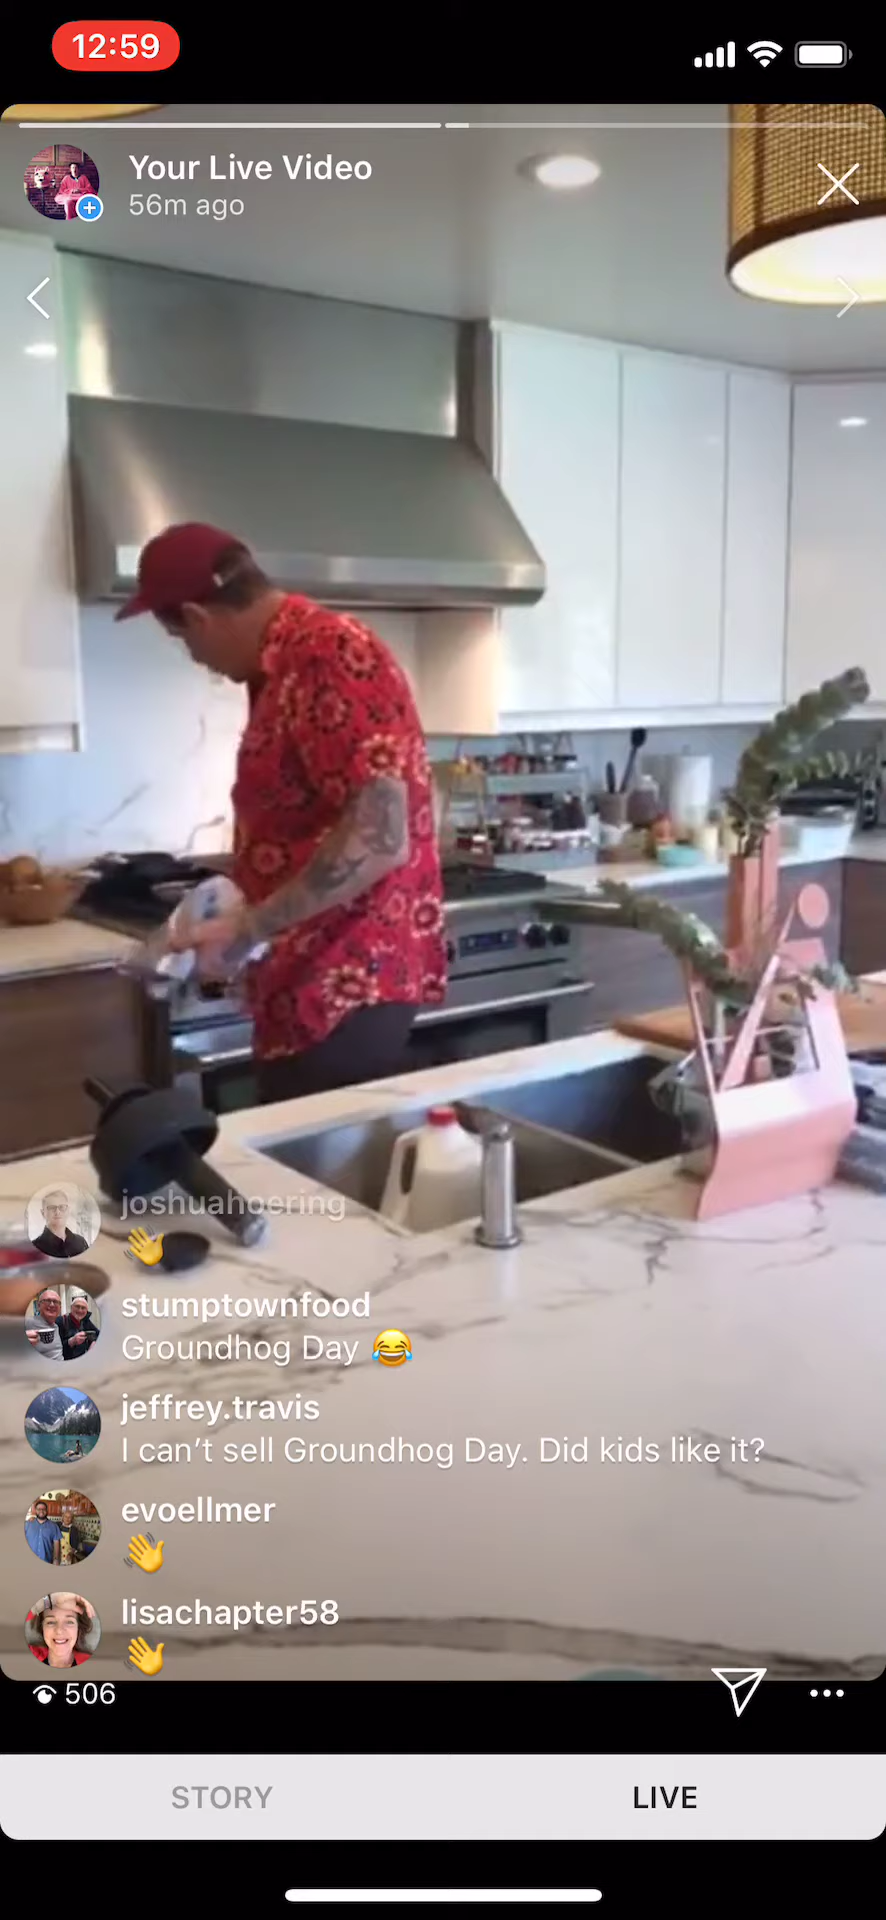 12:59
Your Live Video
56m ago
joshuahoering
👋
stumptownfood
Groundhog Day 😂
jeffrey.travis
I can't sell Groundhog Day. Did kids like it?
evoellmer
👋
lisachapter58
👋
506
STORY
LIVE